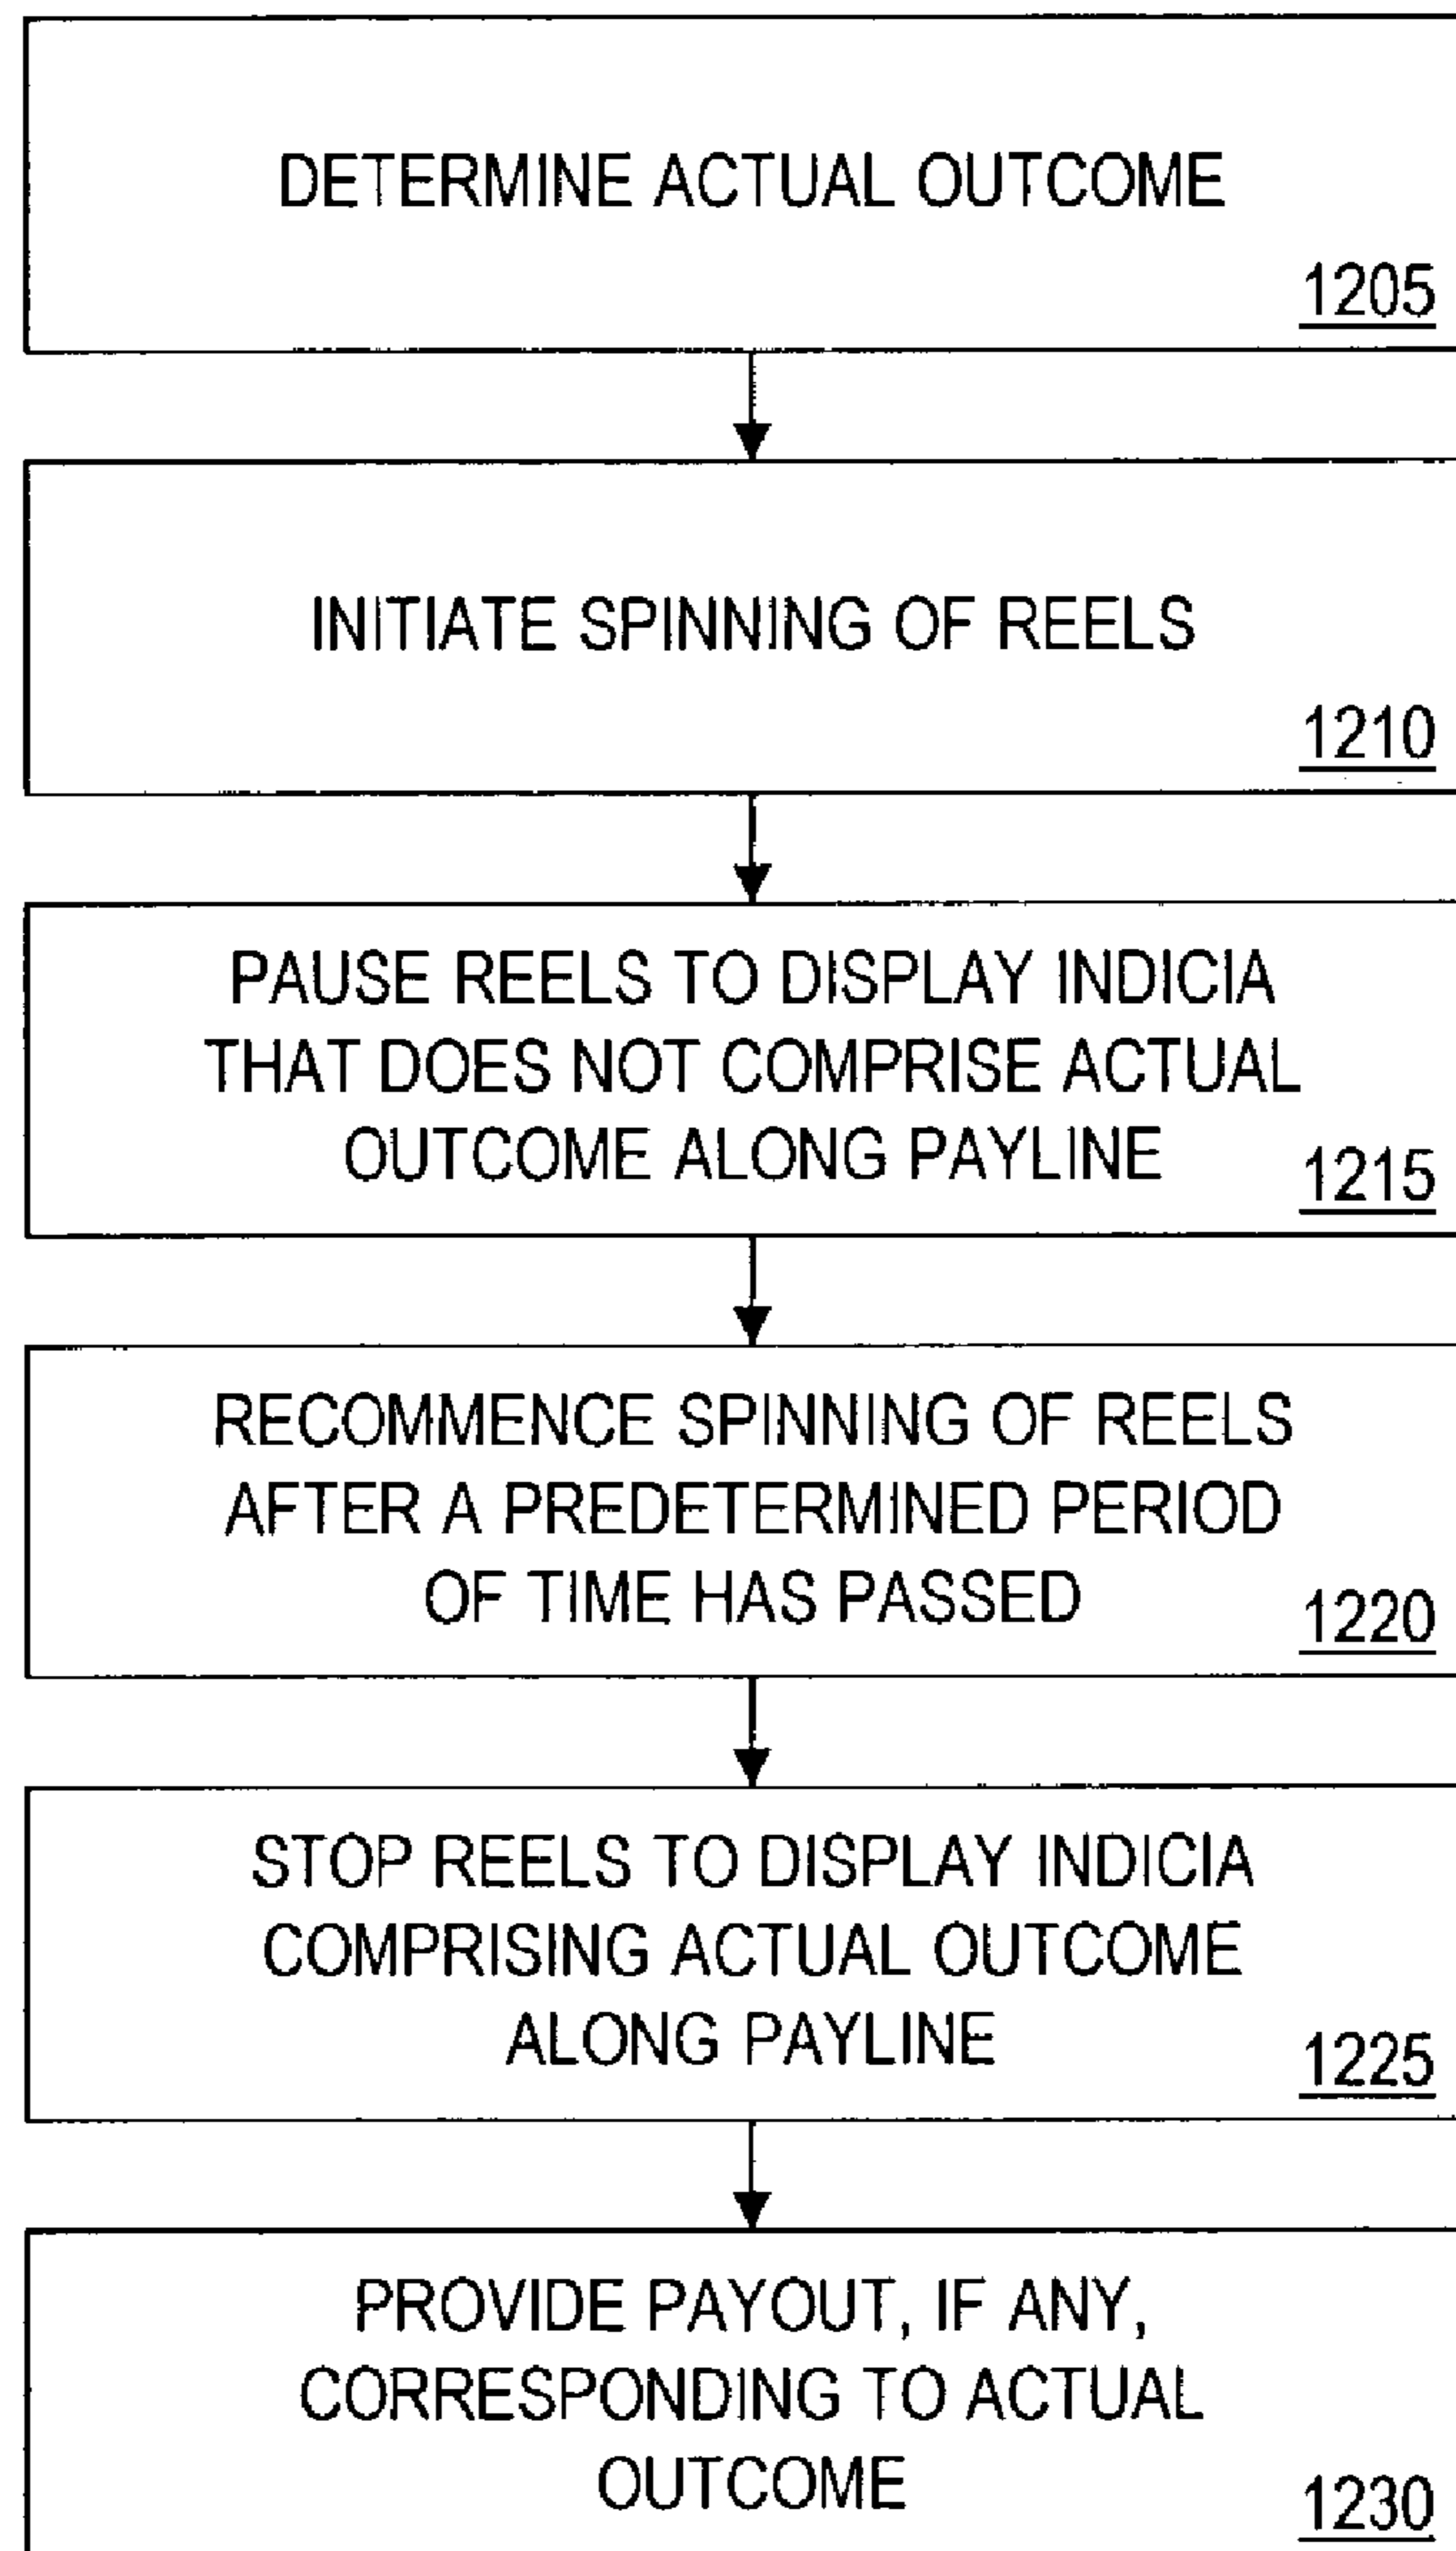 DETERMINE ACTUAL OUTCOME
1205
INITIATE SPINNING OF REELS
1210
PAUSE REELS TO DISPLAY INDICIA
THAT DOES NOT COMPRISE ACTUAL
OUTCOME ALONG PAYLINE
1215
RECOMMENCE SPINNING OF REELS
AFTER A PREDETERMINED PERIOD
OF TIME HAS PASSED
1220
STOP REELS TO DISPLAY INDICIA
COMPRISING ACTUAL OUTCOME
ALONG PAYLINE
1225
PROVIDE PAYOUT, IF ANY,
CORRESPONDING TO ACTUAL
OUTCOME
1230